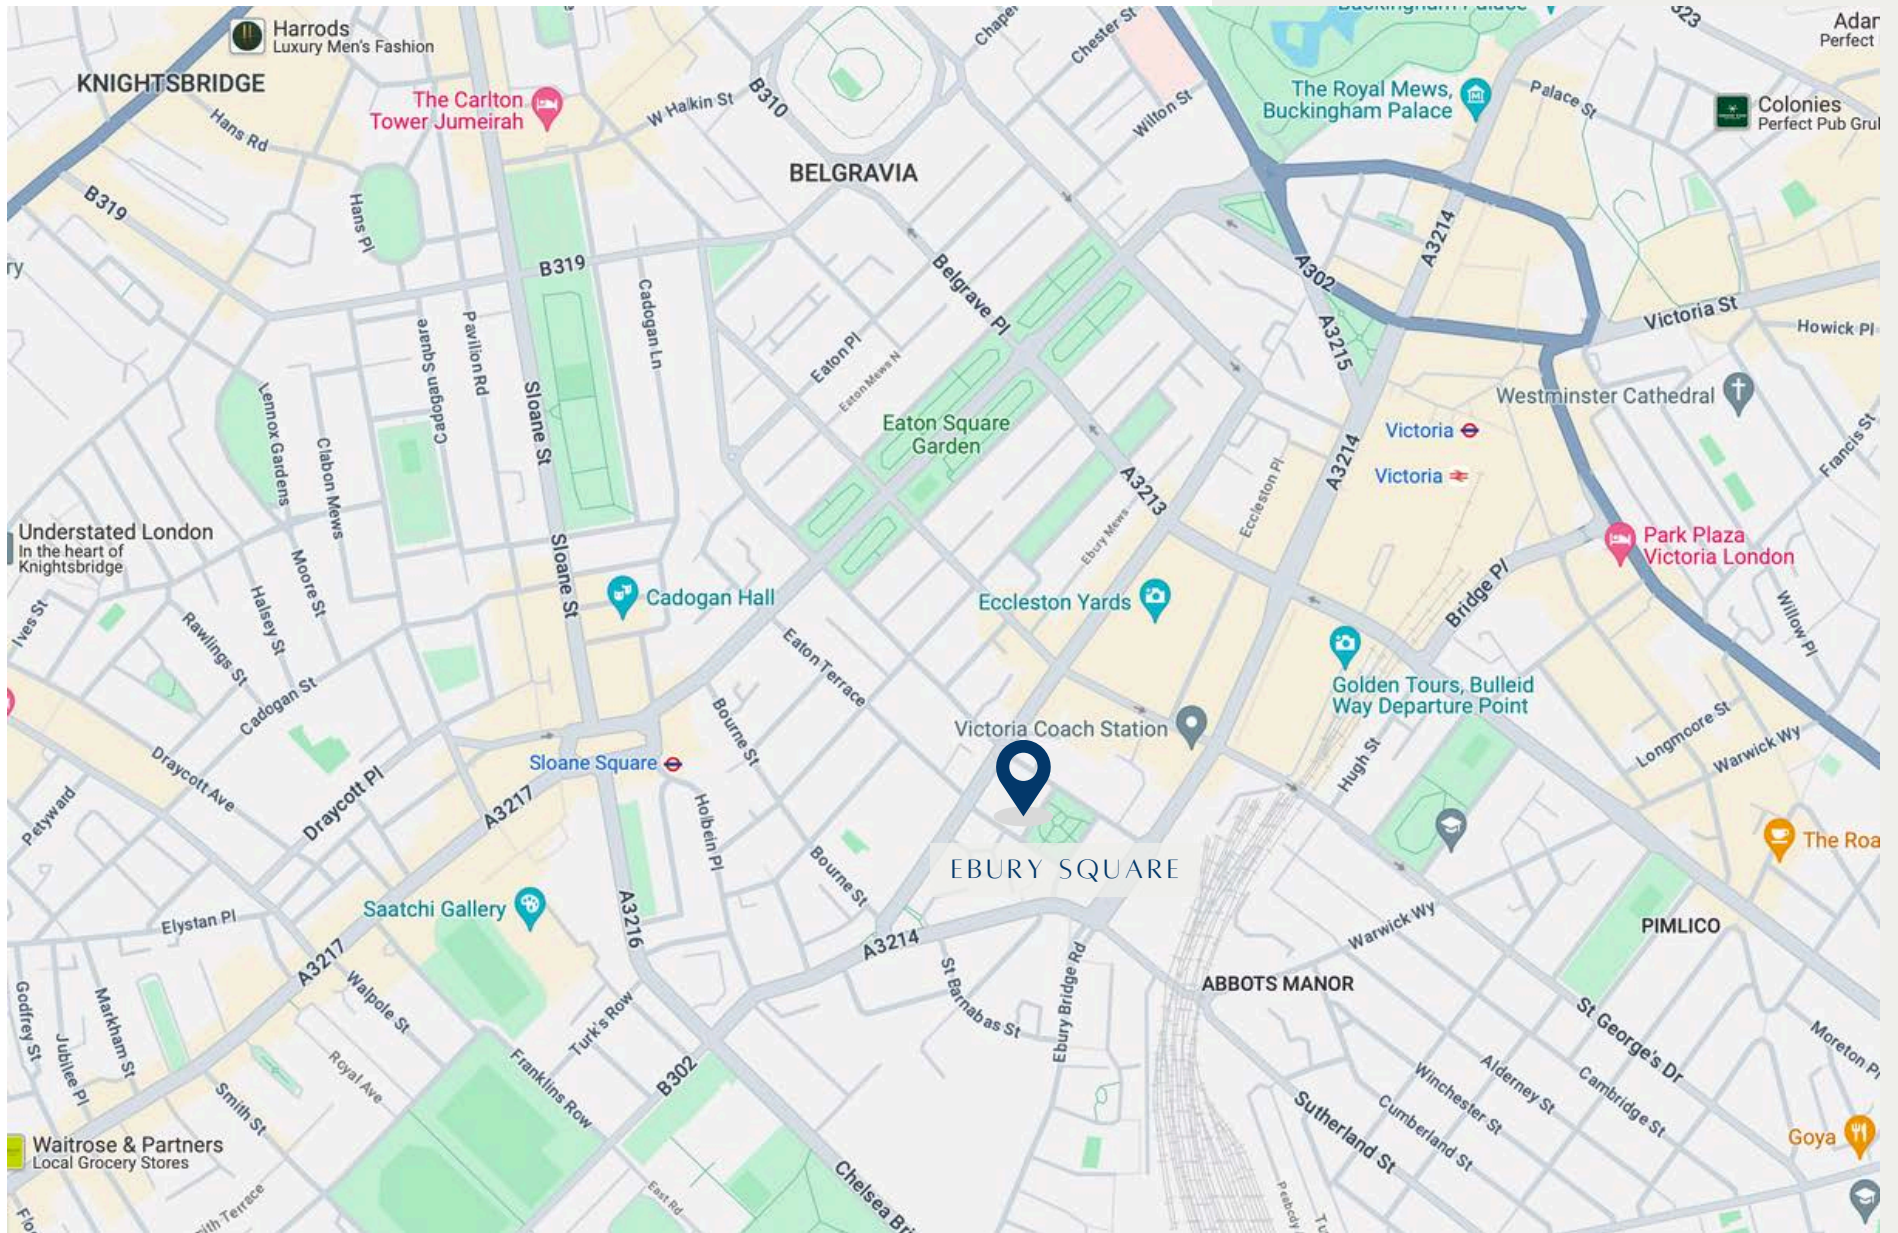 Buckingham Palace
Harrods
Luxury Men's Fashion
Chester St
Perfect
KNIGHTSBRIDGE
The Carlton
Tower Jumeirah
W Halkin St
B310
The Royal Mews,
Buckingham Palace
Palace St
Colonies
Perfect Pub
Hans Rd
Wilton St
BELGRAVIA
B319
Hans Pl
B319
Cadogan Ln
Belgrave Pl
A302
A3214
Victoria St
Howick Pl
A3215
Cadogan Square
Pavilion Rd
Eaton Pl
Eaton Mews N
Sloane St
Lennox Gardens
Clabon Mews
Eaton Square
Garden
Westminster Cathedral
Victoria
Victoria
Francis St
A3214
A3213
Eccleston Pl
Ebury Mews
Understated London
In the heart of
Knightsbridge
Park Plaza
Victoria London
Moore St
Sloane St
Halsey St
Ives St
Rawlings St
Cadogan Hall
Eccleston Yards
Bridge Pl
Willow Pl
Eaton Terrace
Cadogan St
Golden Tours, Bulleid
Way Departure Point
Bourne St
Victoria Coach Station
Longmoore St
Warwick Wy
Sloane Square
Hugh St
Draycott Ave
Draycott Pl
Petyward
A3217
Holbein Pl
The Roa
Bourne St
EBURY SQUARE
Saatchi Gallery
Elystan Pl
A3216
A3217
A3214
Warwick Wy
PIMLICO
ABBOTS MANOR
Walpole St
Godfrey St
Markham St
Jubilee Pl
Turk's Row
St Barnabas St
Ebury Bridge Rd
St George's Dr
Moreton Pl
Royal Ave
Franklins Row
B302
Smith St
Alderney St
Cambridge St
Winchester St
Cumberland St
Sutherland St
Goya
Waitrose & Partners
Local Grocery Stores
Chelsea Bri
East Rd
Terrace
Peabody